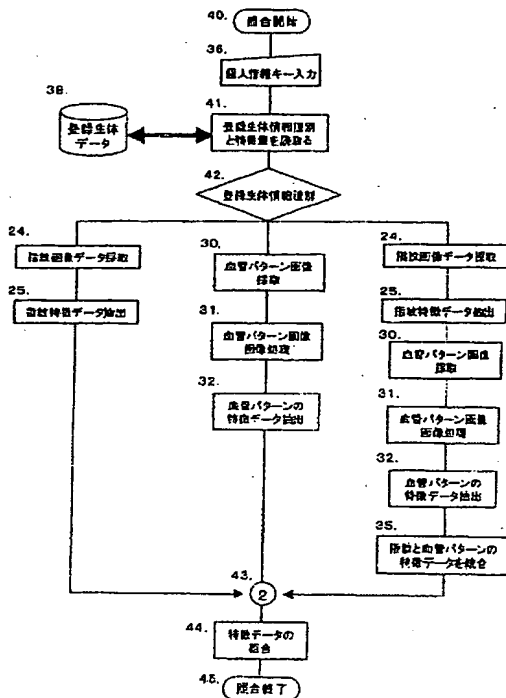 40.
照合開始
36.
個人情報キー入力
38.
登録生体
データ
41.
登録生体情報種別
と特徴量を読取る
42.
登録生体情報種別
24.
指紋画像データ採取
25.
指紋特徴データ抽出
30.
血管パターン画像
採取
31.
血管パターン画像
画像処理
32.
血管パターンの
特徴データ抽出
24.
指紋画像データ採取
25.
指紋特徴データ抽出
30.
血管パターン画像
採取
31.
血管パターン画像
画像処理
32.
血管パターンの
特徴データ抽出
35.
指紋と血管パターンの
特徴データを統合
43.
2
44.
特徴データの
照合
45.
照合終了